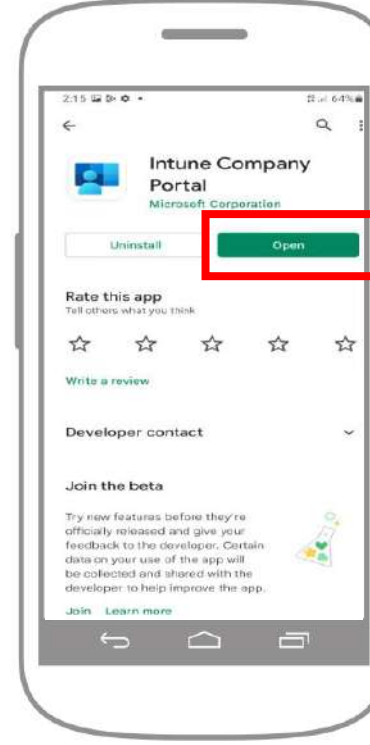 2:15
64%
Intune Company
Portal
Microsoft Corporation
Uninstall
Open
Rate this app
Tell others what you think
Write a review
Developer contact
Join the beta
Try new features before they're
officially released and give your
feedback to the developer. Certain
data on your use of the app will
be collected and shared with the
developer to help improve the app.
Join Learn more